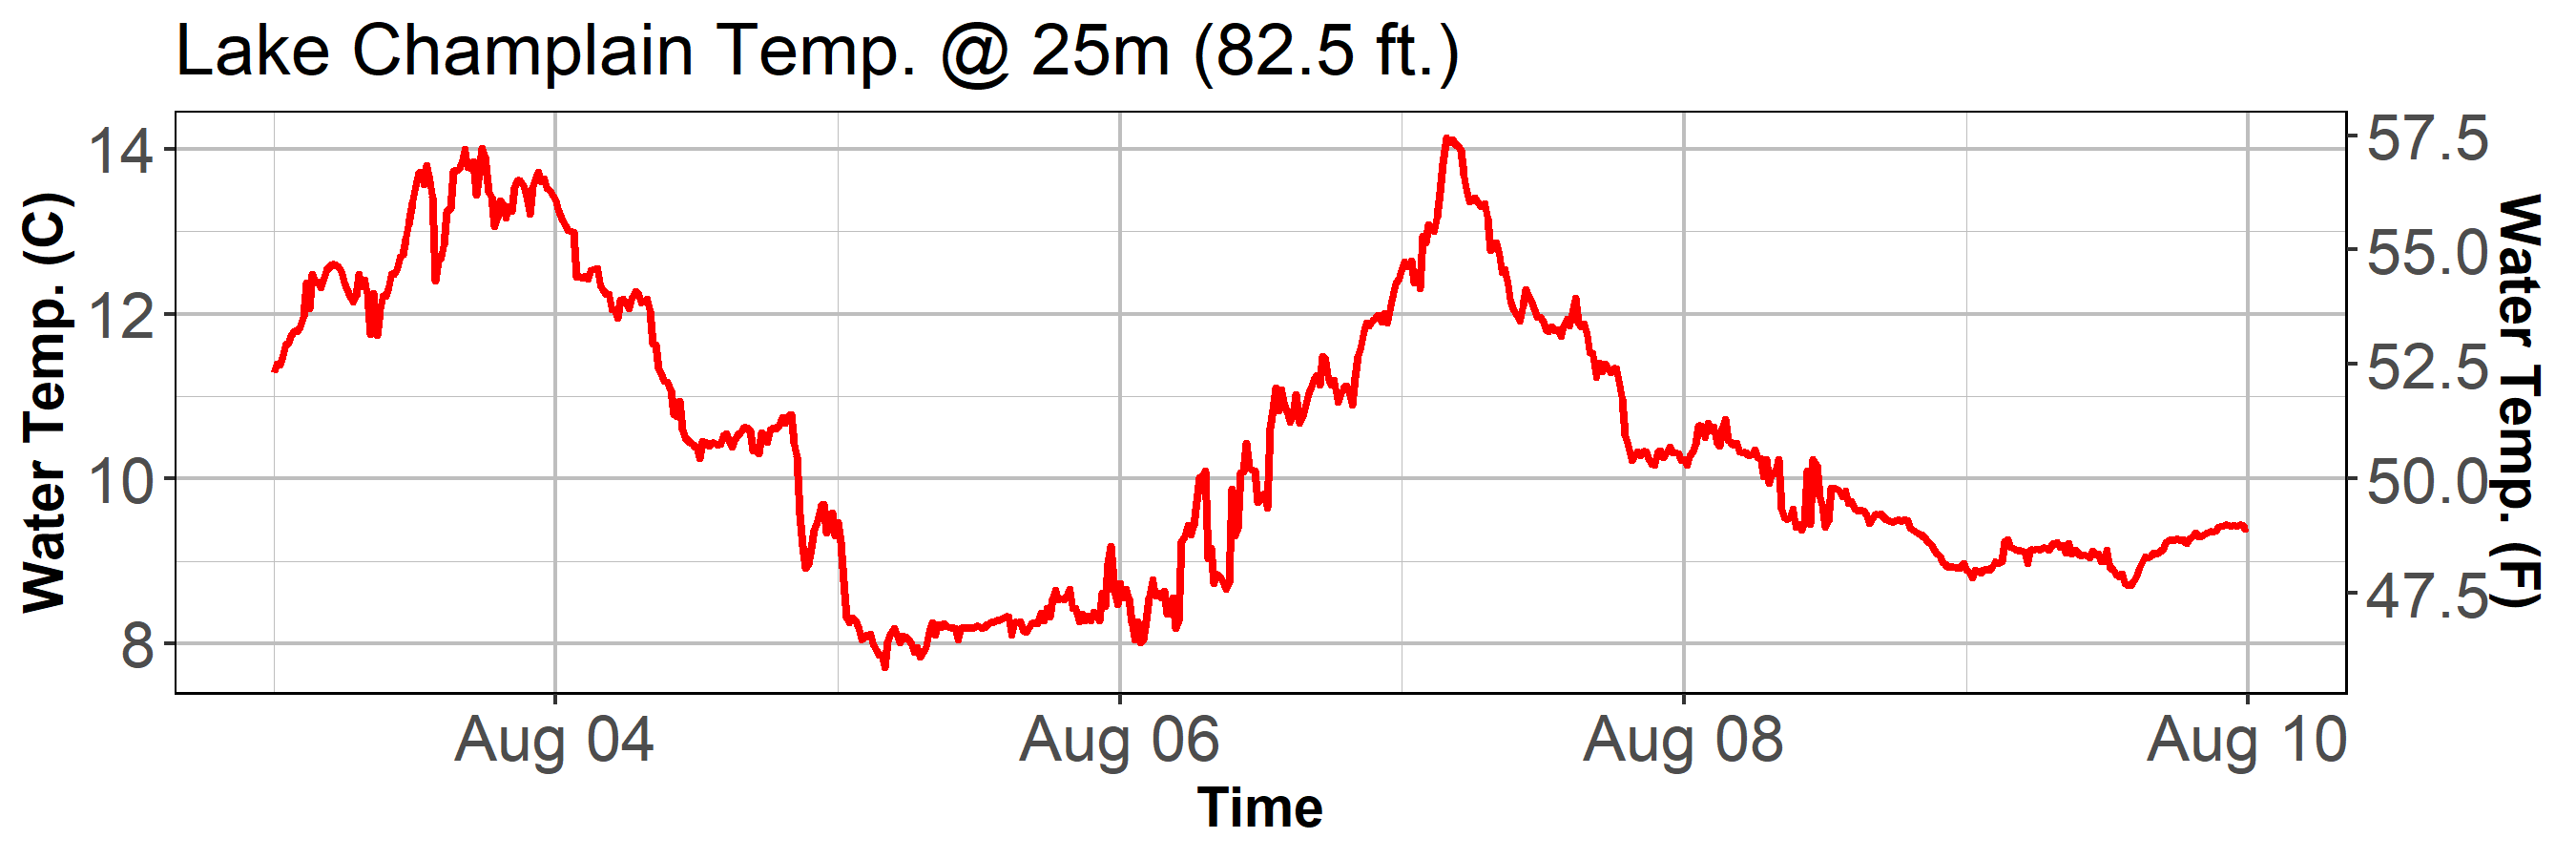 Lake Champlain Temp. @ 25m (82.5 ft.)
Water Temp. (C)
14
12
10
8
57.5
55.0
52.5
50.0
47.5
Water Temp. (F)
Aug 04
Aug 06
Aug 08
Aug 10
Time